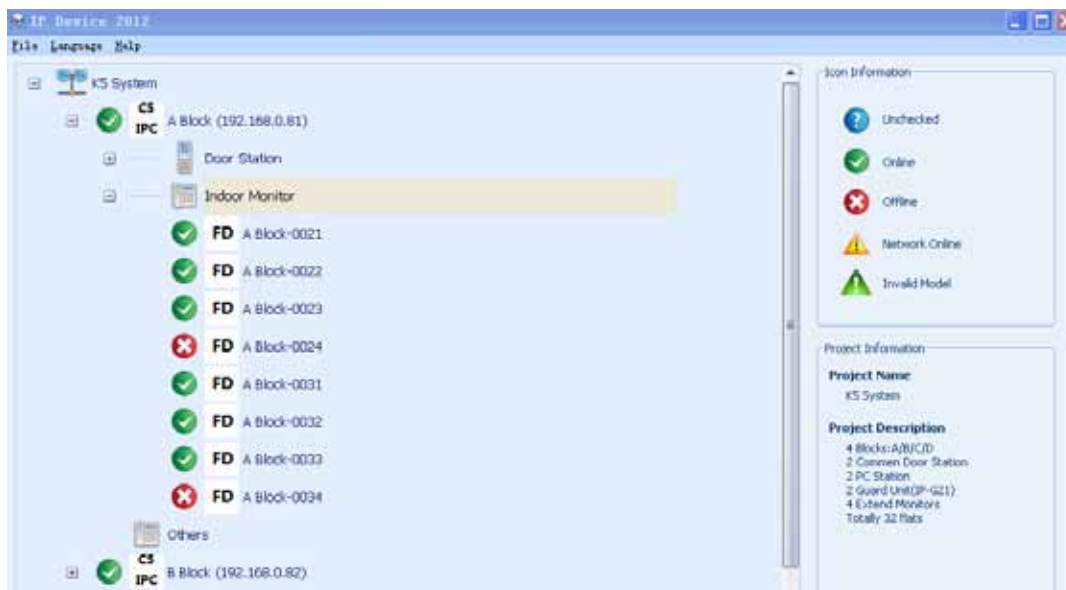 IP Device 2012
File Language Help
K5 System
CS
IPC
A Block (192.168.0.81)
Door Station
Indoor Monitor
FD A Block-0021
FD A Block-0022
FD A Block-0023
FD A Block-0024
FD A Block-0031
FD A Block-0032
FD A Block-0033
FD A Block-0034
Others
CS
IPC
B Block (192.168.0.82)
Icon Information
Unchecked
Online
Offline
Network Online
Invalid Model
Project Information
Project Name
K5 System
Project Description
4 Blocks:A/B/C/D
2 Commen Door Station
2 PC Station
2 Guard Unit(IP-G21)
4 Extend Monitors
Totally 32 flats